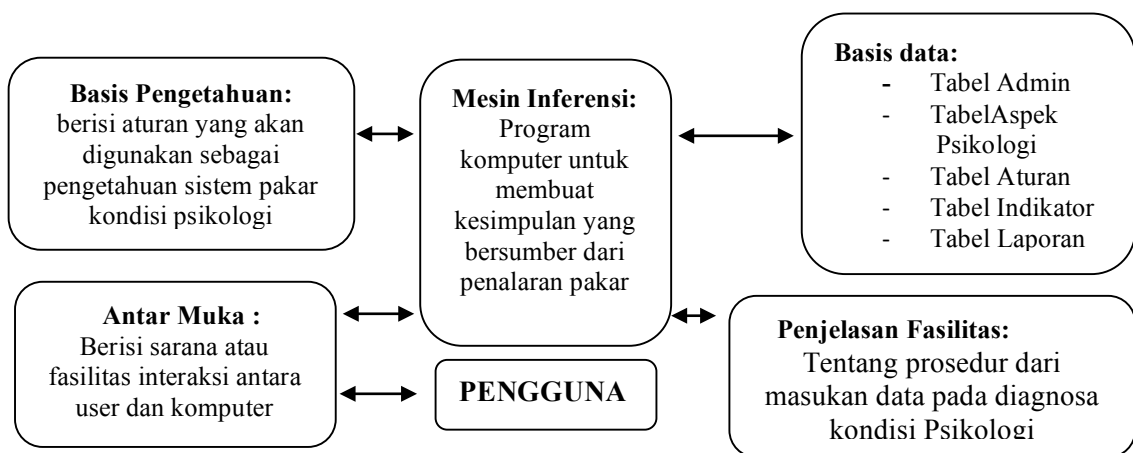 Basis Pengetahuan:
berisi aturan yang akan
digunakan sebagai
pengetahuan sistem pakar
kondisi psikologi
Mesin Inferensi:
Program
komputer untuk
membuat
kesimpulan yang
bersumber dari
penalaran pakar
Basis data:
- Tabel Admin
- TabelAspek
Psikologi
- Tabel Aturan
- Tabel Indikator
- Tabel Laporan
Antar Muka :
Berisi sarana atau
fasilitas interaksi antara
user dan komputer
PENGGUNA
Penjelasan Fasilitas:
Tentang prosedur dari
masukan data pada diagnosa
kondisi Psikologi